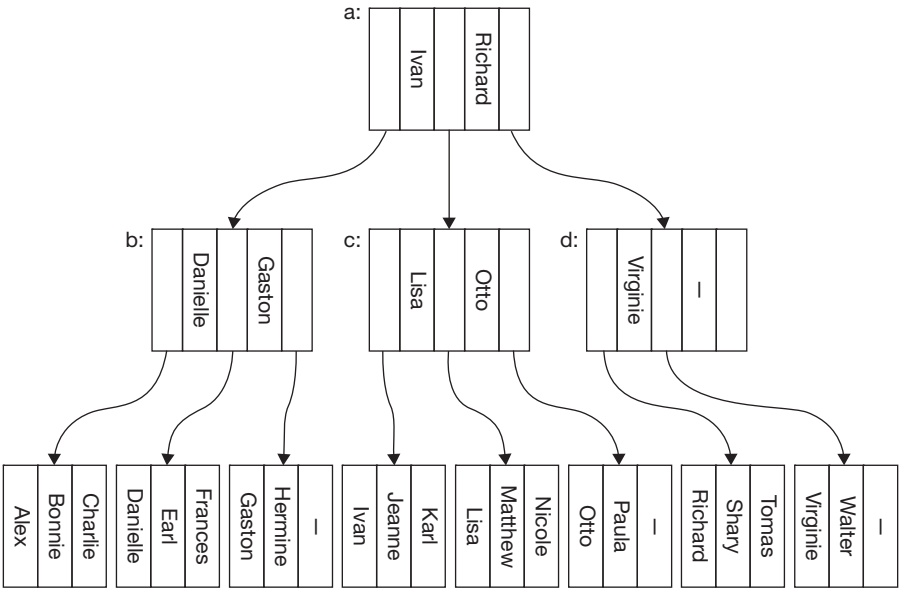 a:
Ivan
Richard
b:
Danielle
Gaston
c:
Lisa
Otto
d:
Virginie
–
Alex
Bonnie
Charlie
Danielle
Earl
Frances
Gaston
Hermine
–
Ivan
Jeanne
Karl
Lisa
Matthew
Nicole
Otto
Paula
–
Richard
Shary
Tomas
Virginie
Walter
–